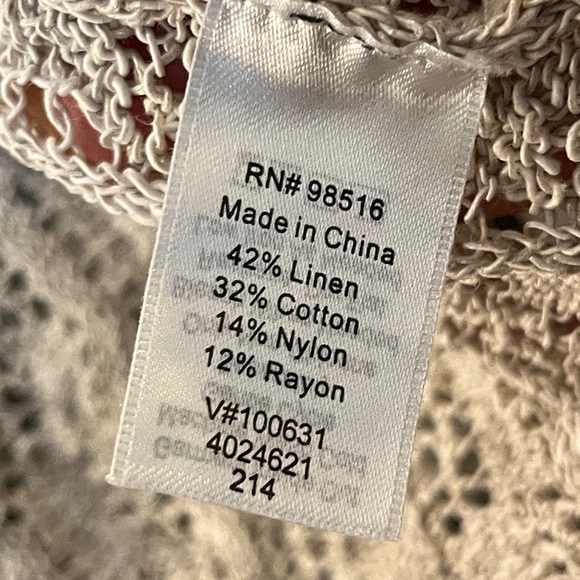 RN# 98516
Made in China
42% Linen
32% Cotton
14% Nylon
12% Rayon
V#100631
4024621
214